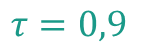 τ = 0,9